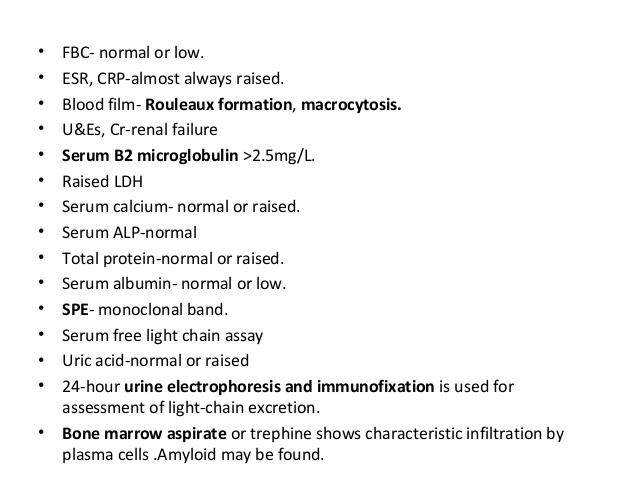 • FBC- normal or low.
• ESR, CRP-almost always raised.
• Blood film- Rouleaux formation, macrocytosis.
• U&Es, Cr-renal failure
• Serum B2 microglobulin >2.5mg/L.
• Raised LDH
• Serum calcium- normal or raised.
• Serum ALP-normal
• Total protein-normal or raised.
• Serum albumin- normal or low.
• SPE- monoclonal band.
• Serum free light chain assay
• Uric acid-normal or raised
• 24-hour urine electrophoresis and immunofixation is used for
assessment of light-chain excretion.
• Bone marrow aspirate or trephine shows characteristic infiltration by
plasma cells .Amyloid may be found.